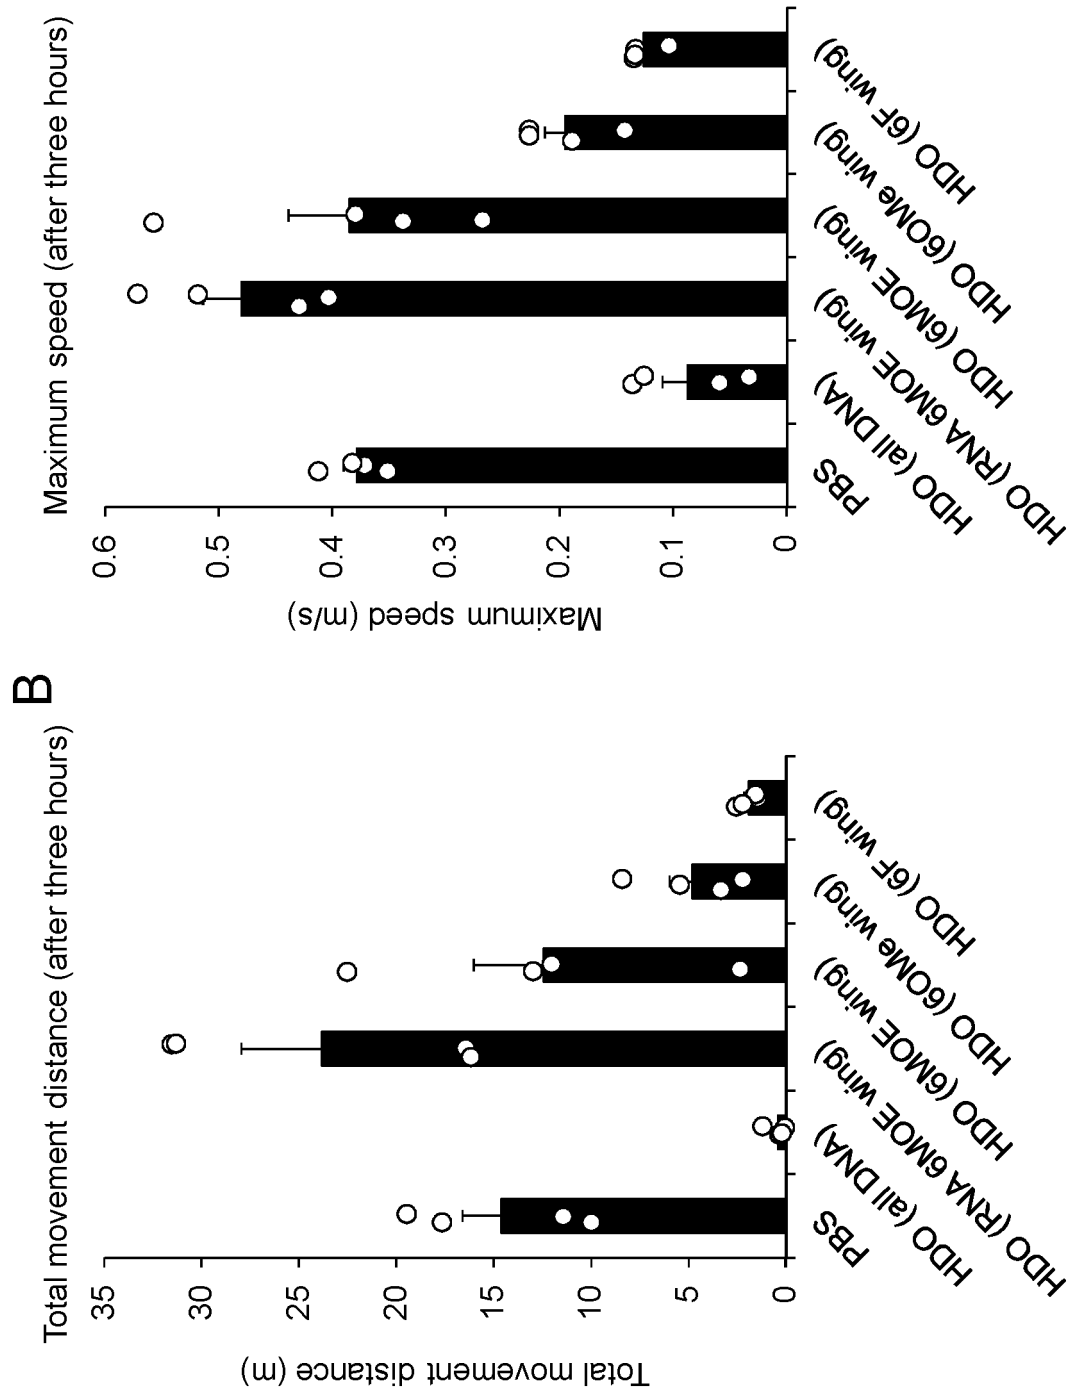 B
Total movement distance (after three hours)
Total movement distance (m)
35
30
25
20
15
10
5
0
PBS
HDO (all DNA)
HDO (RNA 6MOE wing)
HDO (6MOE wing)
HDO (6OMe wing)
HDO (6F wing)
Maximum speed (after three hours)
Maximum speed (m/s)
0.6
0.5
0.4
0.3
0.2
0.1
0
PBS
HDO (all DNA)
HDO (RNA 6MOE wing)
HDO (6MOE wing)
HDO (6OMe wing)
HDO (6F wing)